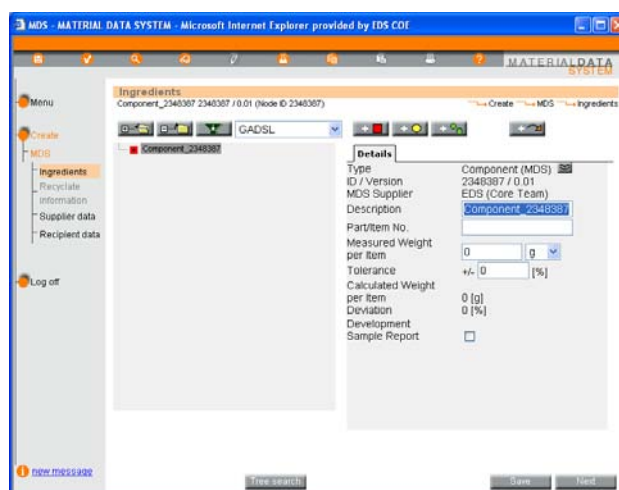 MDS - MATERIAL DATA SYSTEM - Microsoft Internet Explorer provided by EDS COE
MATERIALDATA
SYSTEM
Ingredients
Component_2348387 2348387 / 0.01 (Node ID 2348387)
Create MDS Ingredients
Menu
Create
MDS
Ingredients
Recyclate
information
Supplier data
Recipient data
Log off
new message
GADSL
Component_2348387
Details
Type Component (MDS)
ID / Version 2348387 / 0.01
MDS Supplier EDS (Core Team)
Description Component_2348387
Part/Item No.
Measured Weight
per Item 0 g
Tolerance +/- 0 [%]
Calculated Weight
per Item 0 [g]
Deviation 0 [%]
Development
Sample Report
Tree search
Save Next